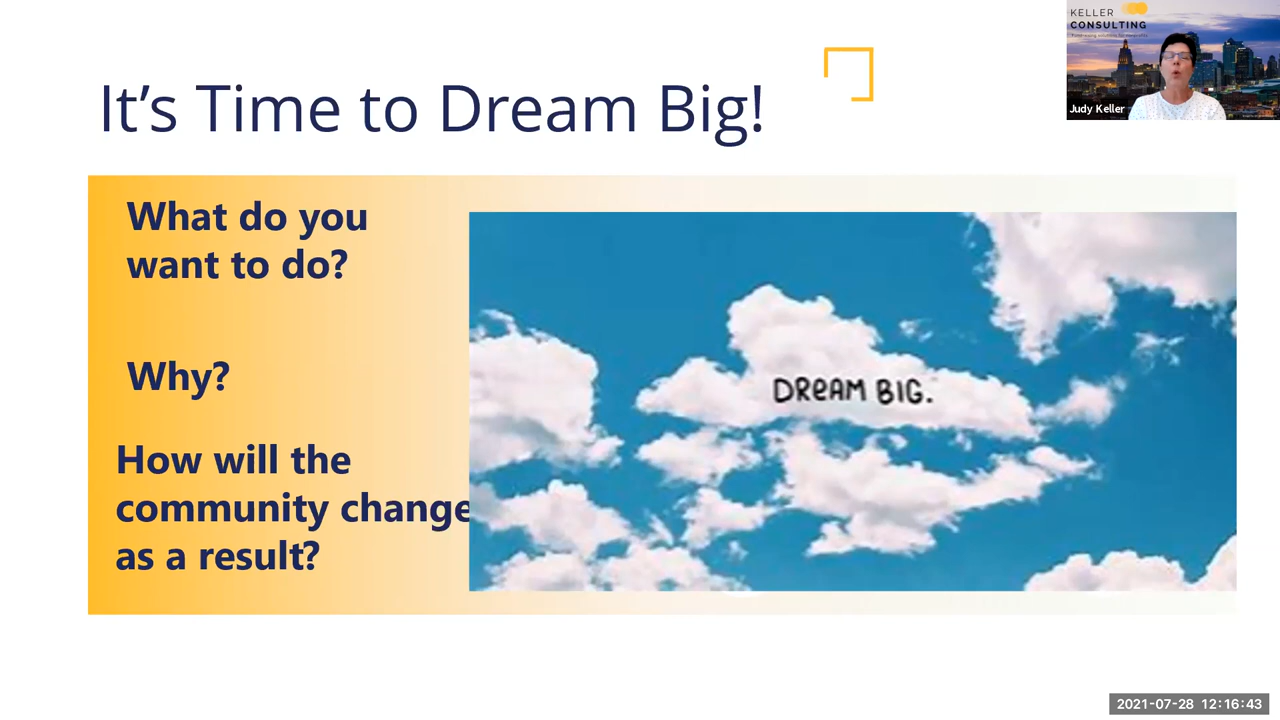 It's Time to Dream Big!
KELLER
CONSULTING
Judy Keller
What do you
want to do?
Why?
How will the
community change
as a result?
DREAM BIG.
2021-07-28 12:16:43